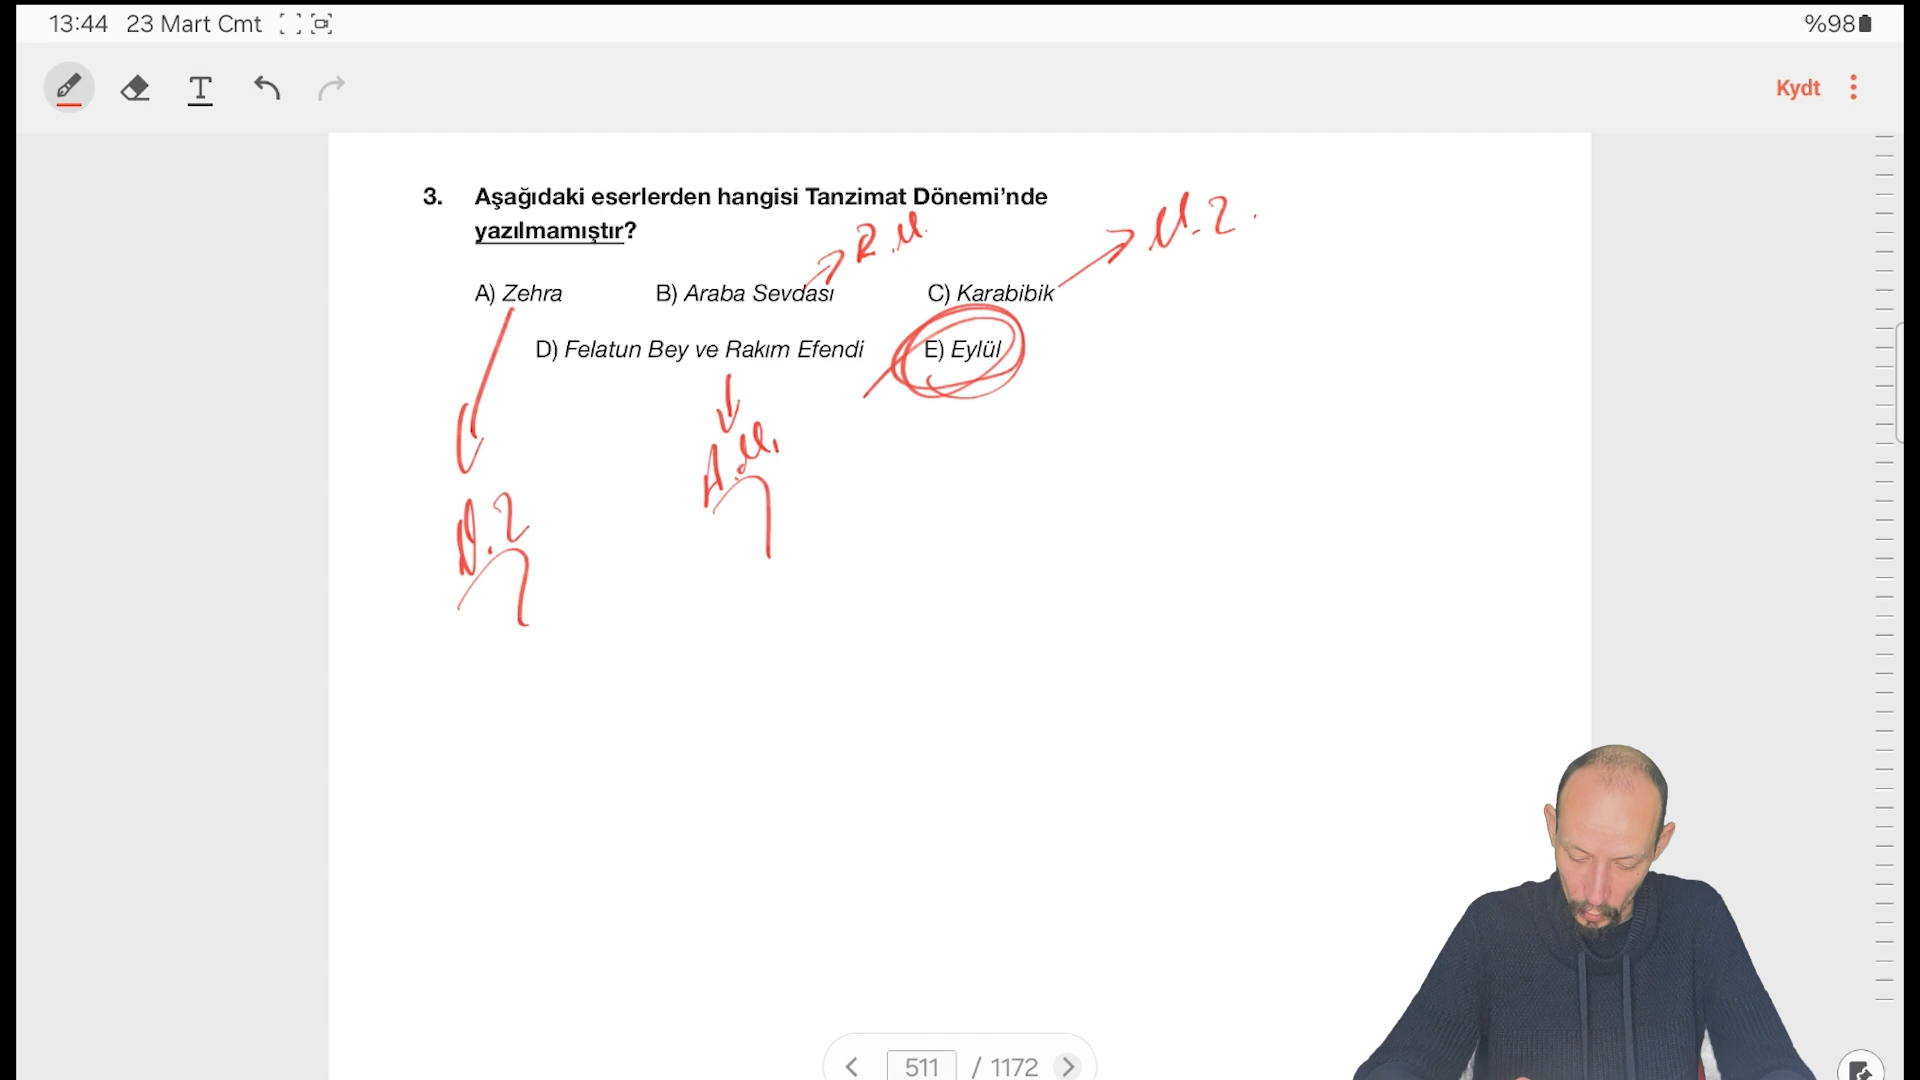 13:44 23 Mart Cmt %98
T Kydt
3. Aşağıdaki eserlerden hangisi Tanzimat Dönemi'nde
yazılmamıştır?
R.M.
N.
A) Zehra B) Araba Sevdası C) Karabibik
D) Felatun Bey ve Rakım Efendi E) Eylül
A.M.
N.
511 / 1172